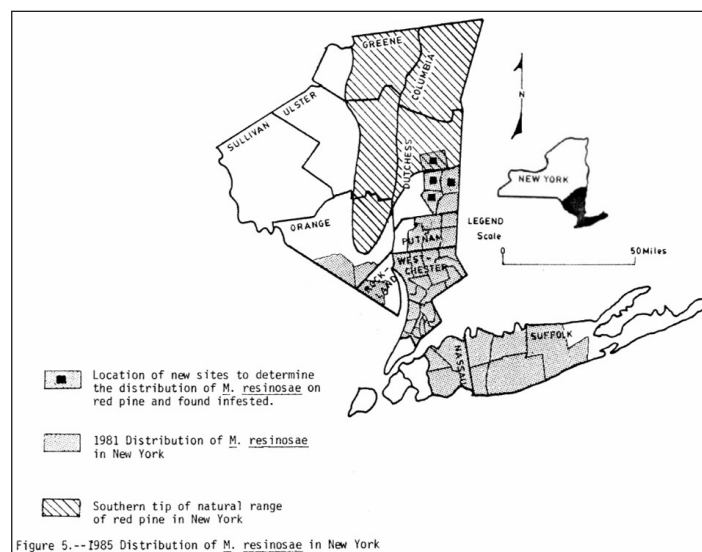 GREENE
COLUMBIA
ULSTER
SULLIVAN
DUTCHESS
N
NEW YORK
ORANGE
PUTNAM
LEGEND
Scale
0 50 Miles
WEST-
CHESTER
ROCK-
LAND
SUFFOLK
NASSAU
Location of new sites to determine
the distribution of M. resinosae on
red pine and found infested.
1981 Distribution of M. resinosae
in New York
Southern tip of natural range
of red pine in New York
Figure 5.--1985 Distribution of M. resinosae in New York